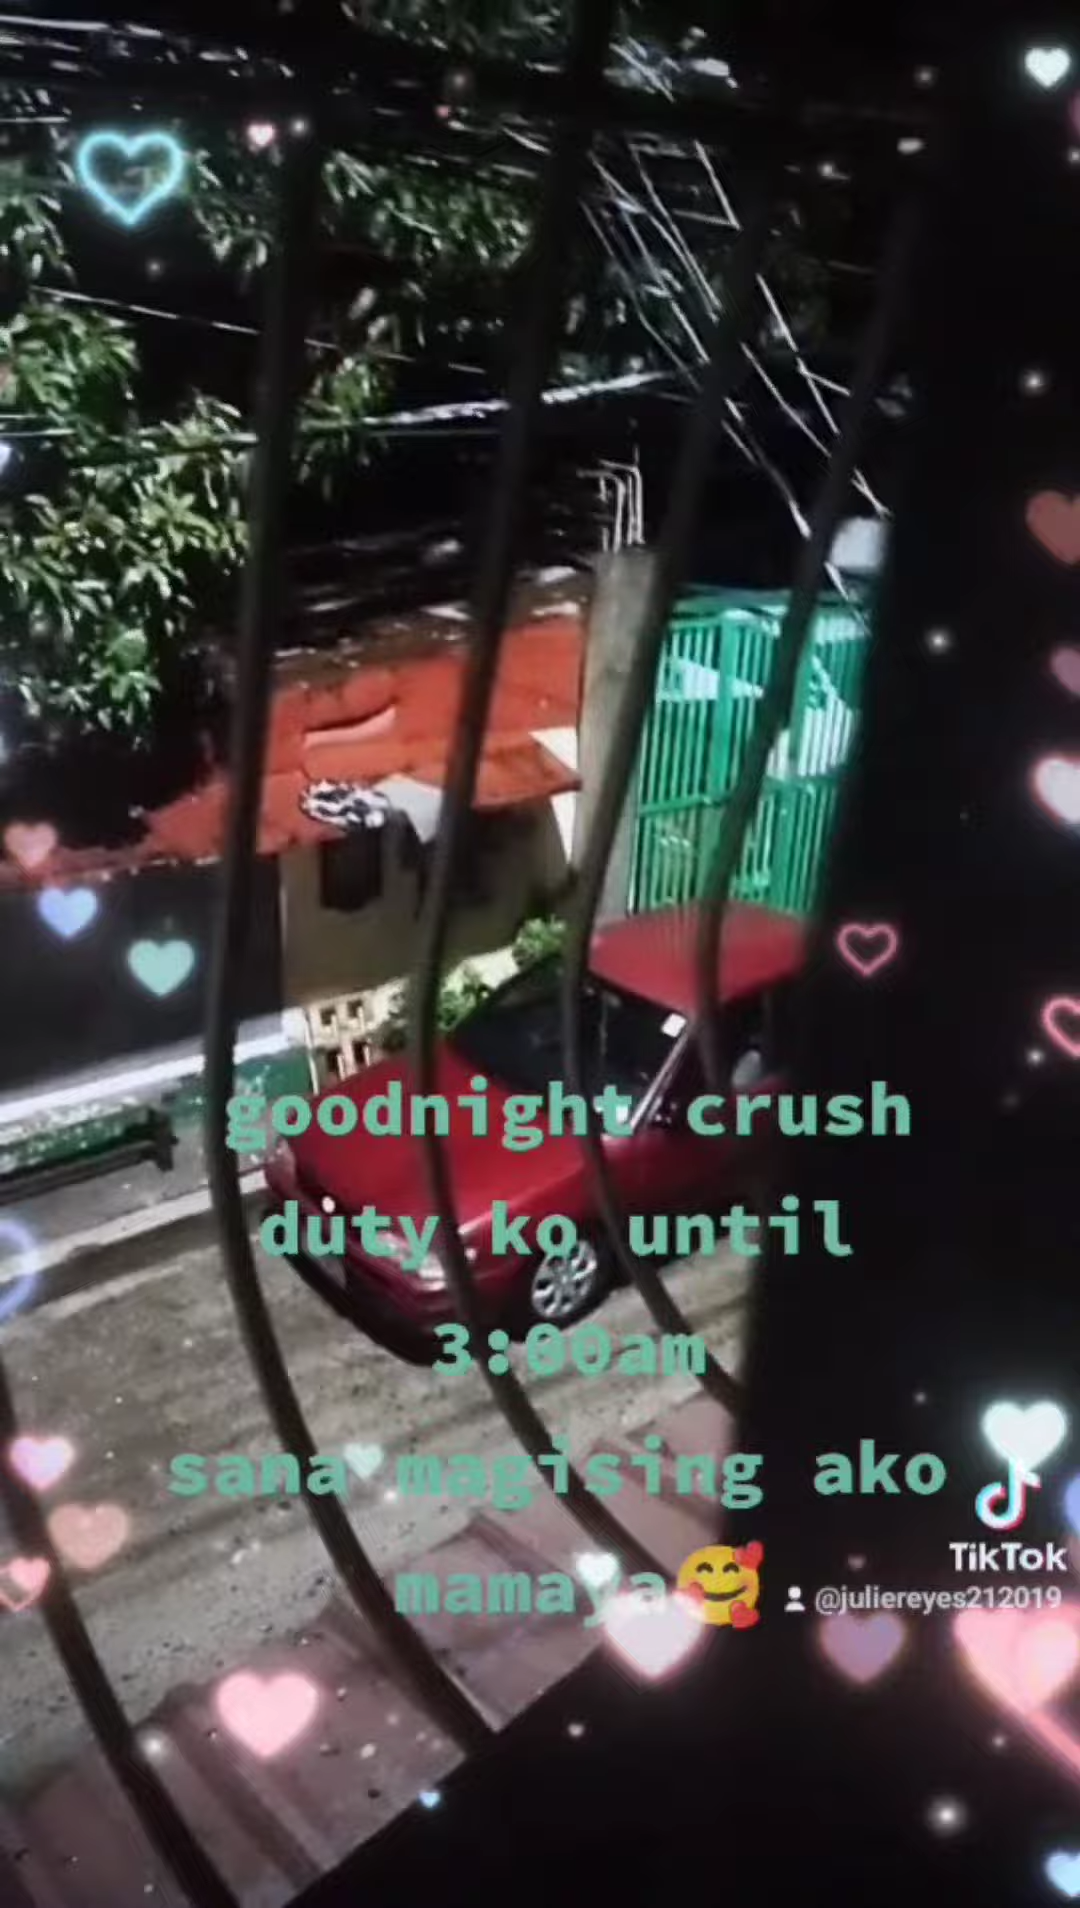 goodnight crush
duty ko until
3:00am
sana magising ako
mamaya🥰
TikTok
@juliereyes212019